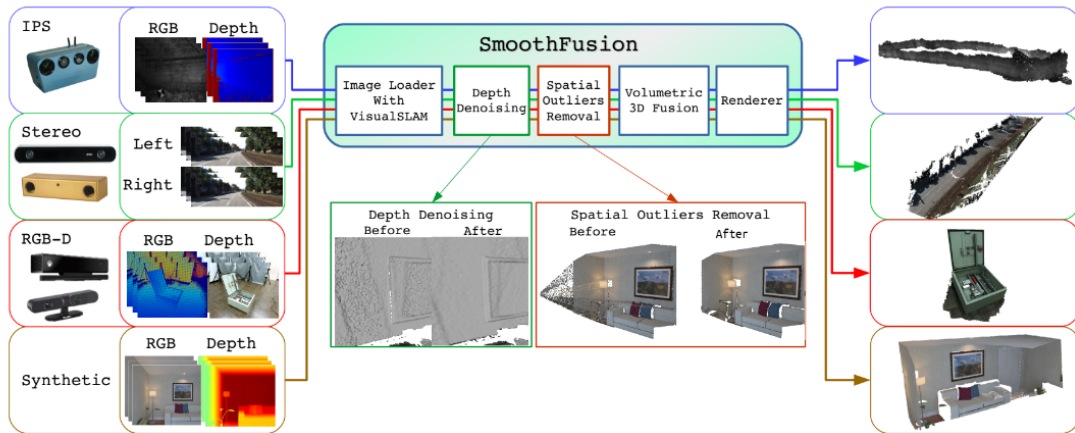 IPS
RGB Depth
SmoothFusion
Image Loader
With
VisualSLAM
Depth
Denoising
Spatial
Outliers
Removal
Volumetric
3D Fusion
Renderer
Stereo
Left
Right
RGB-D
RGB Depth
Depth Denoising
Before After
Spatial Outliers Removal
Before After
Synthetic
RGB Depth